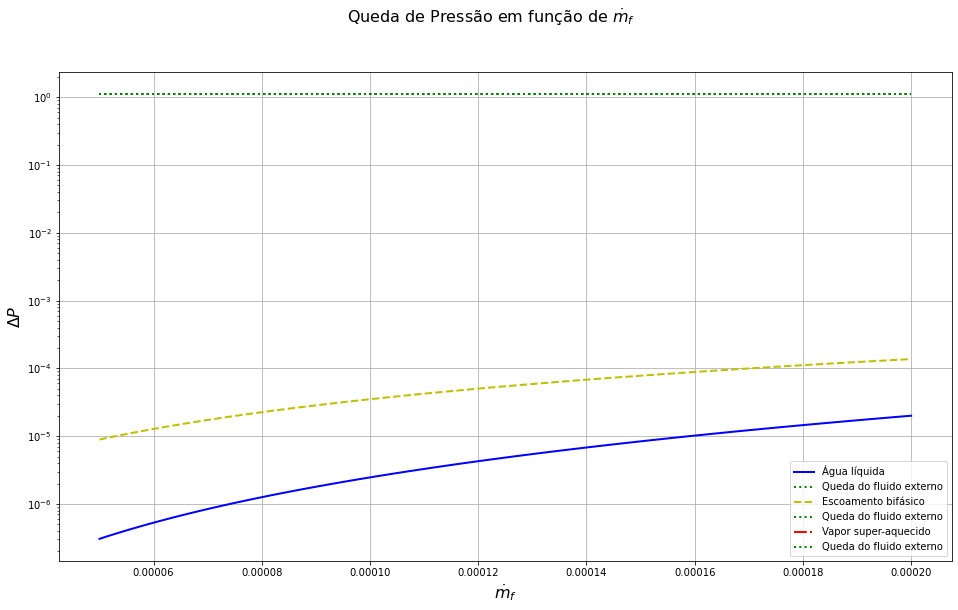 Queda de Pressão em função de ṁ_f
10⁰
10⁻¹
10⁻²
10⁻³
10⁻⁴
10⁻⁵
10⁻⁶
ΔP
Água líquida
Queda do fluido externo
Escoamento bifásico
Queda do fluido externo
Vapor super-aquecido
Queda do fluido externo
0.00006 0.00008 0.00010 0.00012 0.00014 0.00016 0.00018 0.00020
ṁ_f